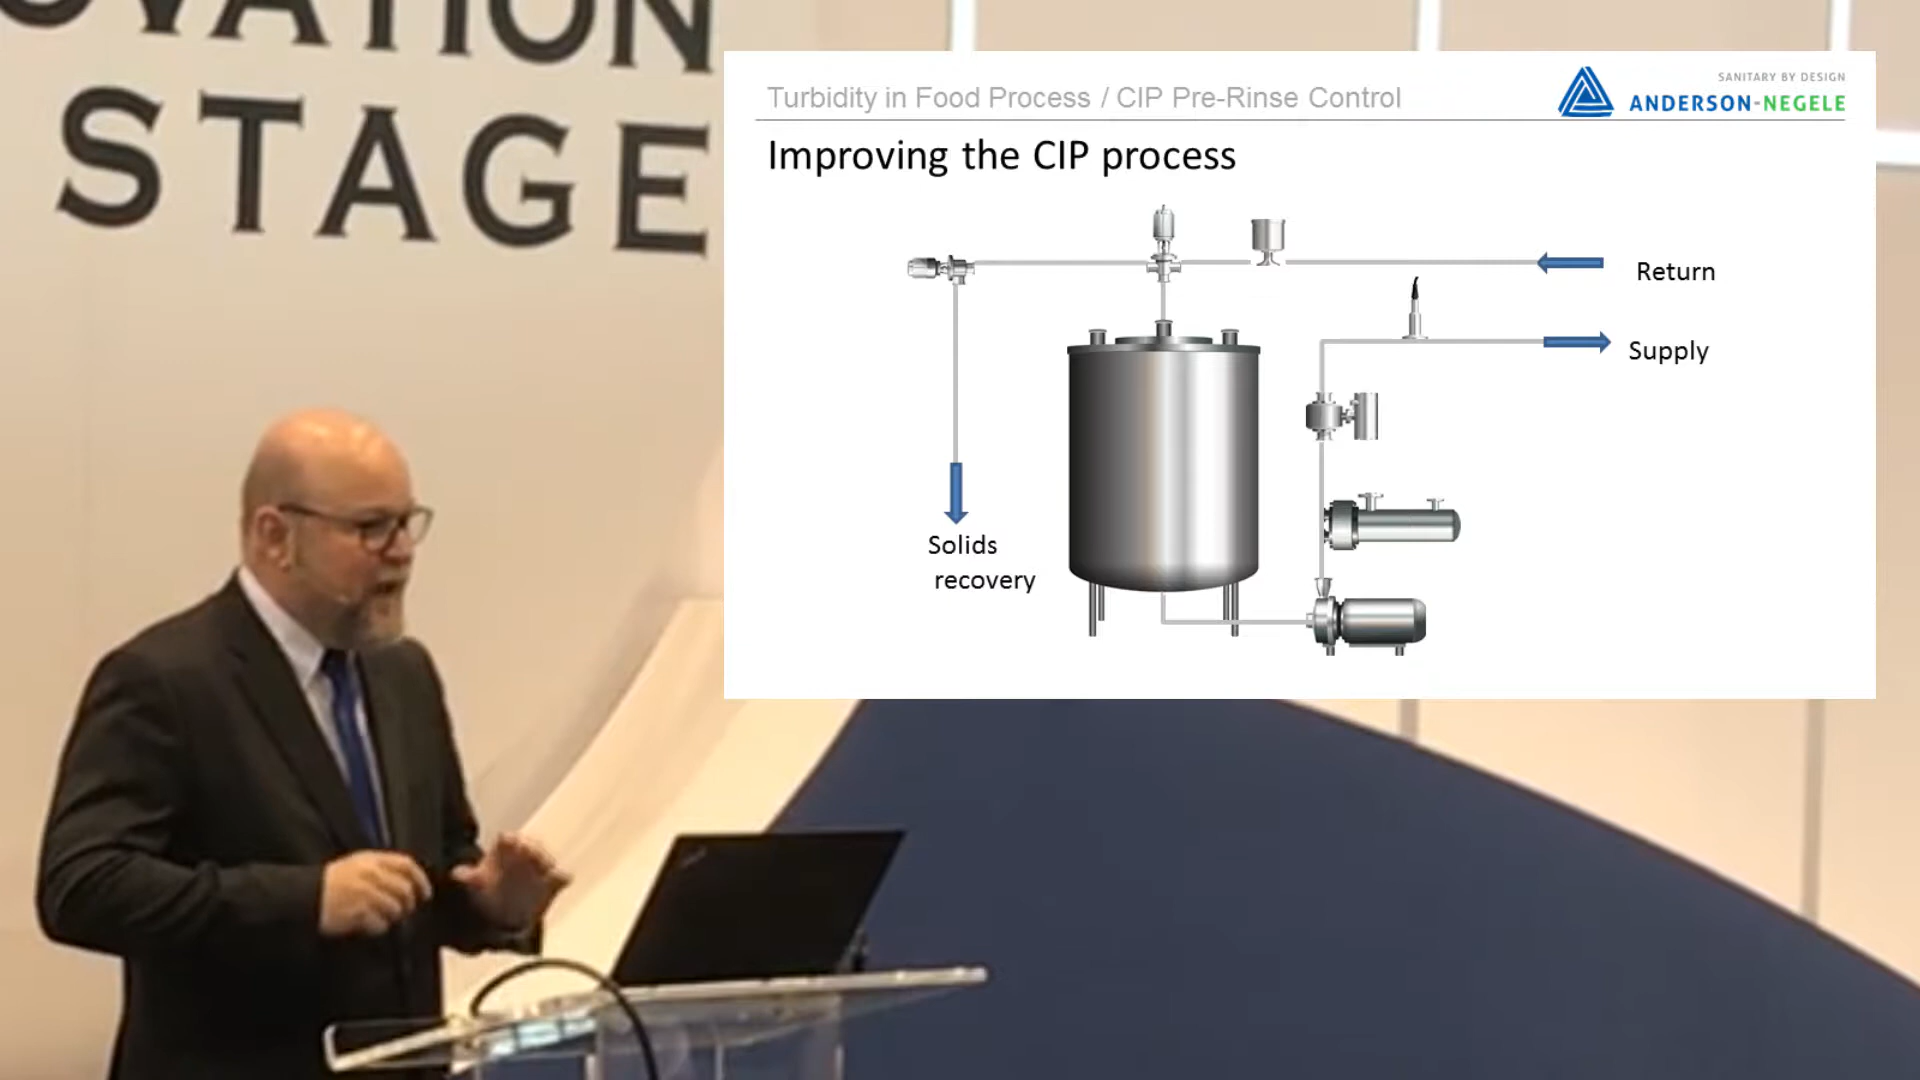 OVATION
STAGE
Turbidity in Food Process / CIP Pre-Rinse Control
SANITARY BY DESIGN
ANDERSON-NEGELE
Improving the CIP process
Return
Supply
Solids
recovery